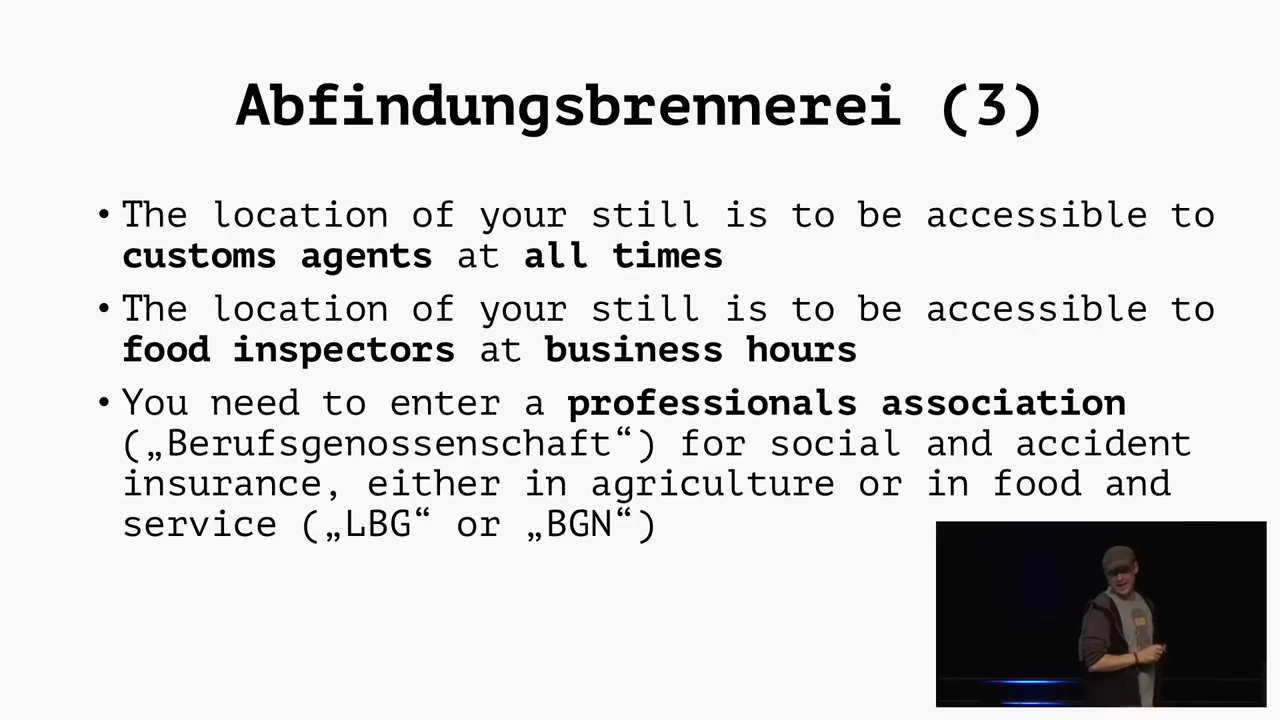 Abfindungsbrennerei (3)
• The location of your still is to be accessible to
customs agents at all times
• The location of your still is to be accessible to
food inspectors at business hours
• You need to enter a professionals association
(„Berufsgenossenschaft“) for social and accident
insurance, either in agriculture or in food and
service („LBG“ or „BGN“)